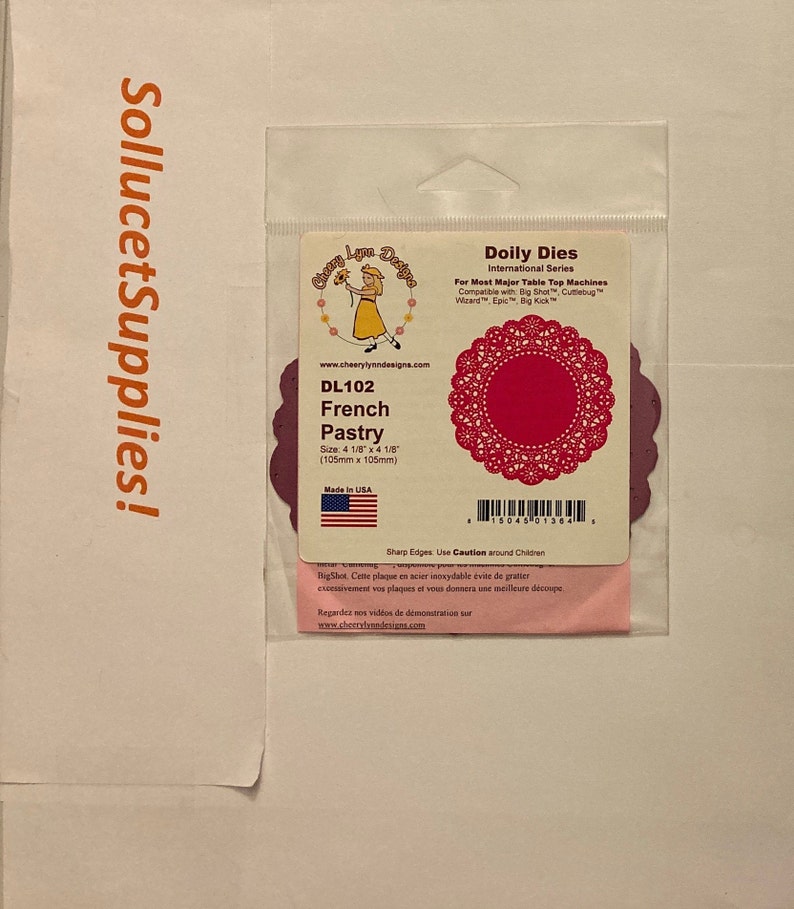 SollucetSupplies!
Cheery Lynn Designs
www.cheerylynndesigns.com
DL102
French
Pastry
Size: 4 1/8" x 4 1/8"
(105mm x 105mm)
Made In USA
Doily Dies
International Series
For Most Major Table Top Machines
Compatible with: Big Shot™, Cuttlebug™
Wizard™, Epic™, Big Kick™
8 15045 01364 5
Sharp Edges: Use Caution around Children
BigShot. Cette plaque en acier inoxydable évite de gratter
excessivement vos plaques et vous donnera une meilleure découpe.
Regardez nos vidéos de démonstration sur
www.cheerylynndesigns.com